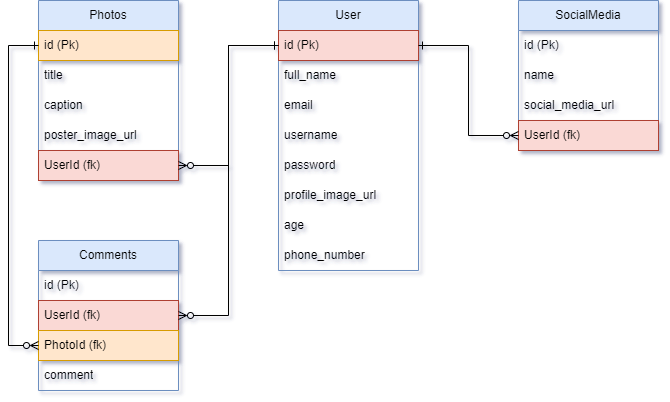 Photos
id (Pk)
title
caption
poster_image_url
UserId (fk)
User
id (Pk)
full_name
email
username
password
profile_image_url
age
phone_number
SocialMedia
id (Pk)
name
social_media_url
UserId (fk)
Comments
id (Pk)
UserId (fk)
PhotoId (fk)
comment